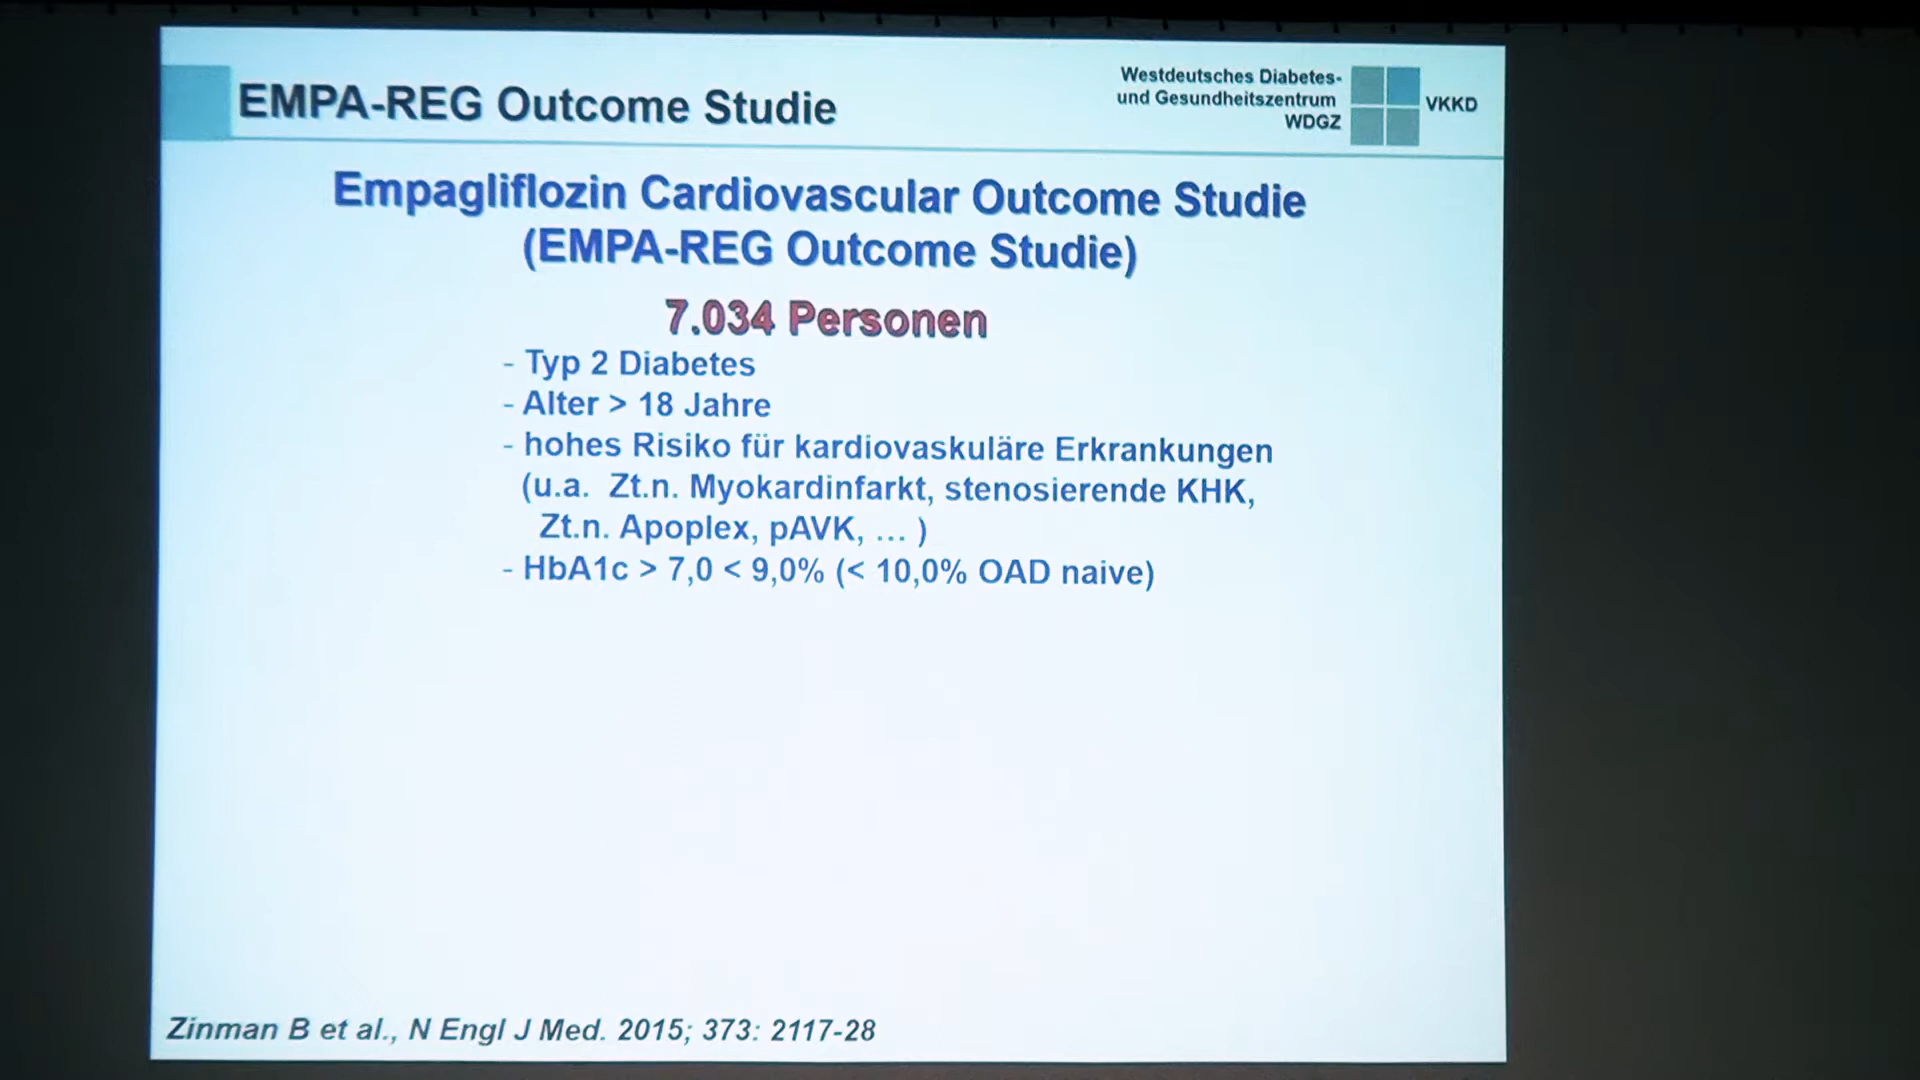 EMPA-REG Outcome Studie
Westdeutsches Diabetes-
und Gesundheitszentrum
WDGZ
VKKD
Empagliflozin Cardiovascular Outcome Studie
(EMPA-REG Outcome Studie)
7.034 Personen
- Typ 2 Diabetes
- Alter > 18 Jahre
- hohes Risiko für kardiovaskuläre Erkrankungen
(u.a. Zt.n. Myokardinfarkt, stenosierende KHK,
Zt.n. Apoplex, pAVK, ... )
- HbA1c > 7,0 < 9,0% (< 10,0% OAD naive)
Zinman B et al., N Engl J Med. 2015; 373: 2117-28